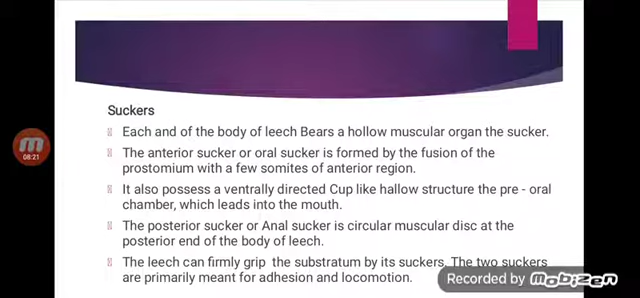 Suckers
Each and of the body of leech Bears a hollow muscular organ the sucker.
The anterior sucker or oral sucker is formed by the fusion of the
prostomium with a few somites of anterior region.
It also possess a ventrally directed Cup like hallow structure the pre - oral
chamber, which leads into the mouth.
The posterior sucker or Anal sucker is circular muscular disc at the
posterior end of the body of leech.
The leech can firmly grip the substratum by its suckers. The two suckers
are primarily meant for adhesion and locomotion.
08:21
Recorded by mobizen